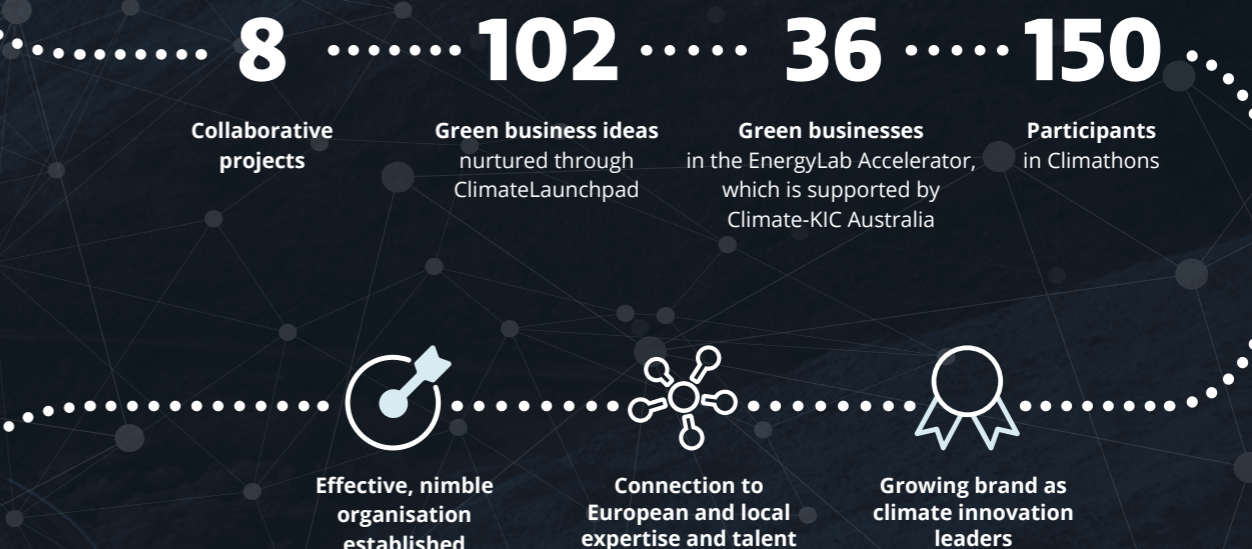 8
102
36
150
Collaborative
projects
Green business ideas
nurtured through
ClimateLaunchpad
Green businesses
in the EnergyLab Accelerator,
which is supported by
Climate-KIC Australia
Participants
in Climathons
Effective, nimble
organisation
established
Connection to
European and local
expertise and talent
Growing brand as
climate innovation
leaders